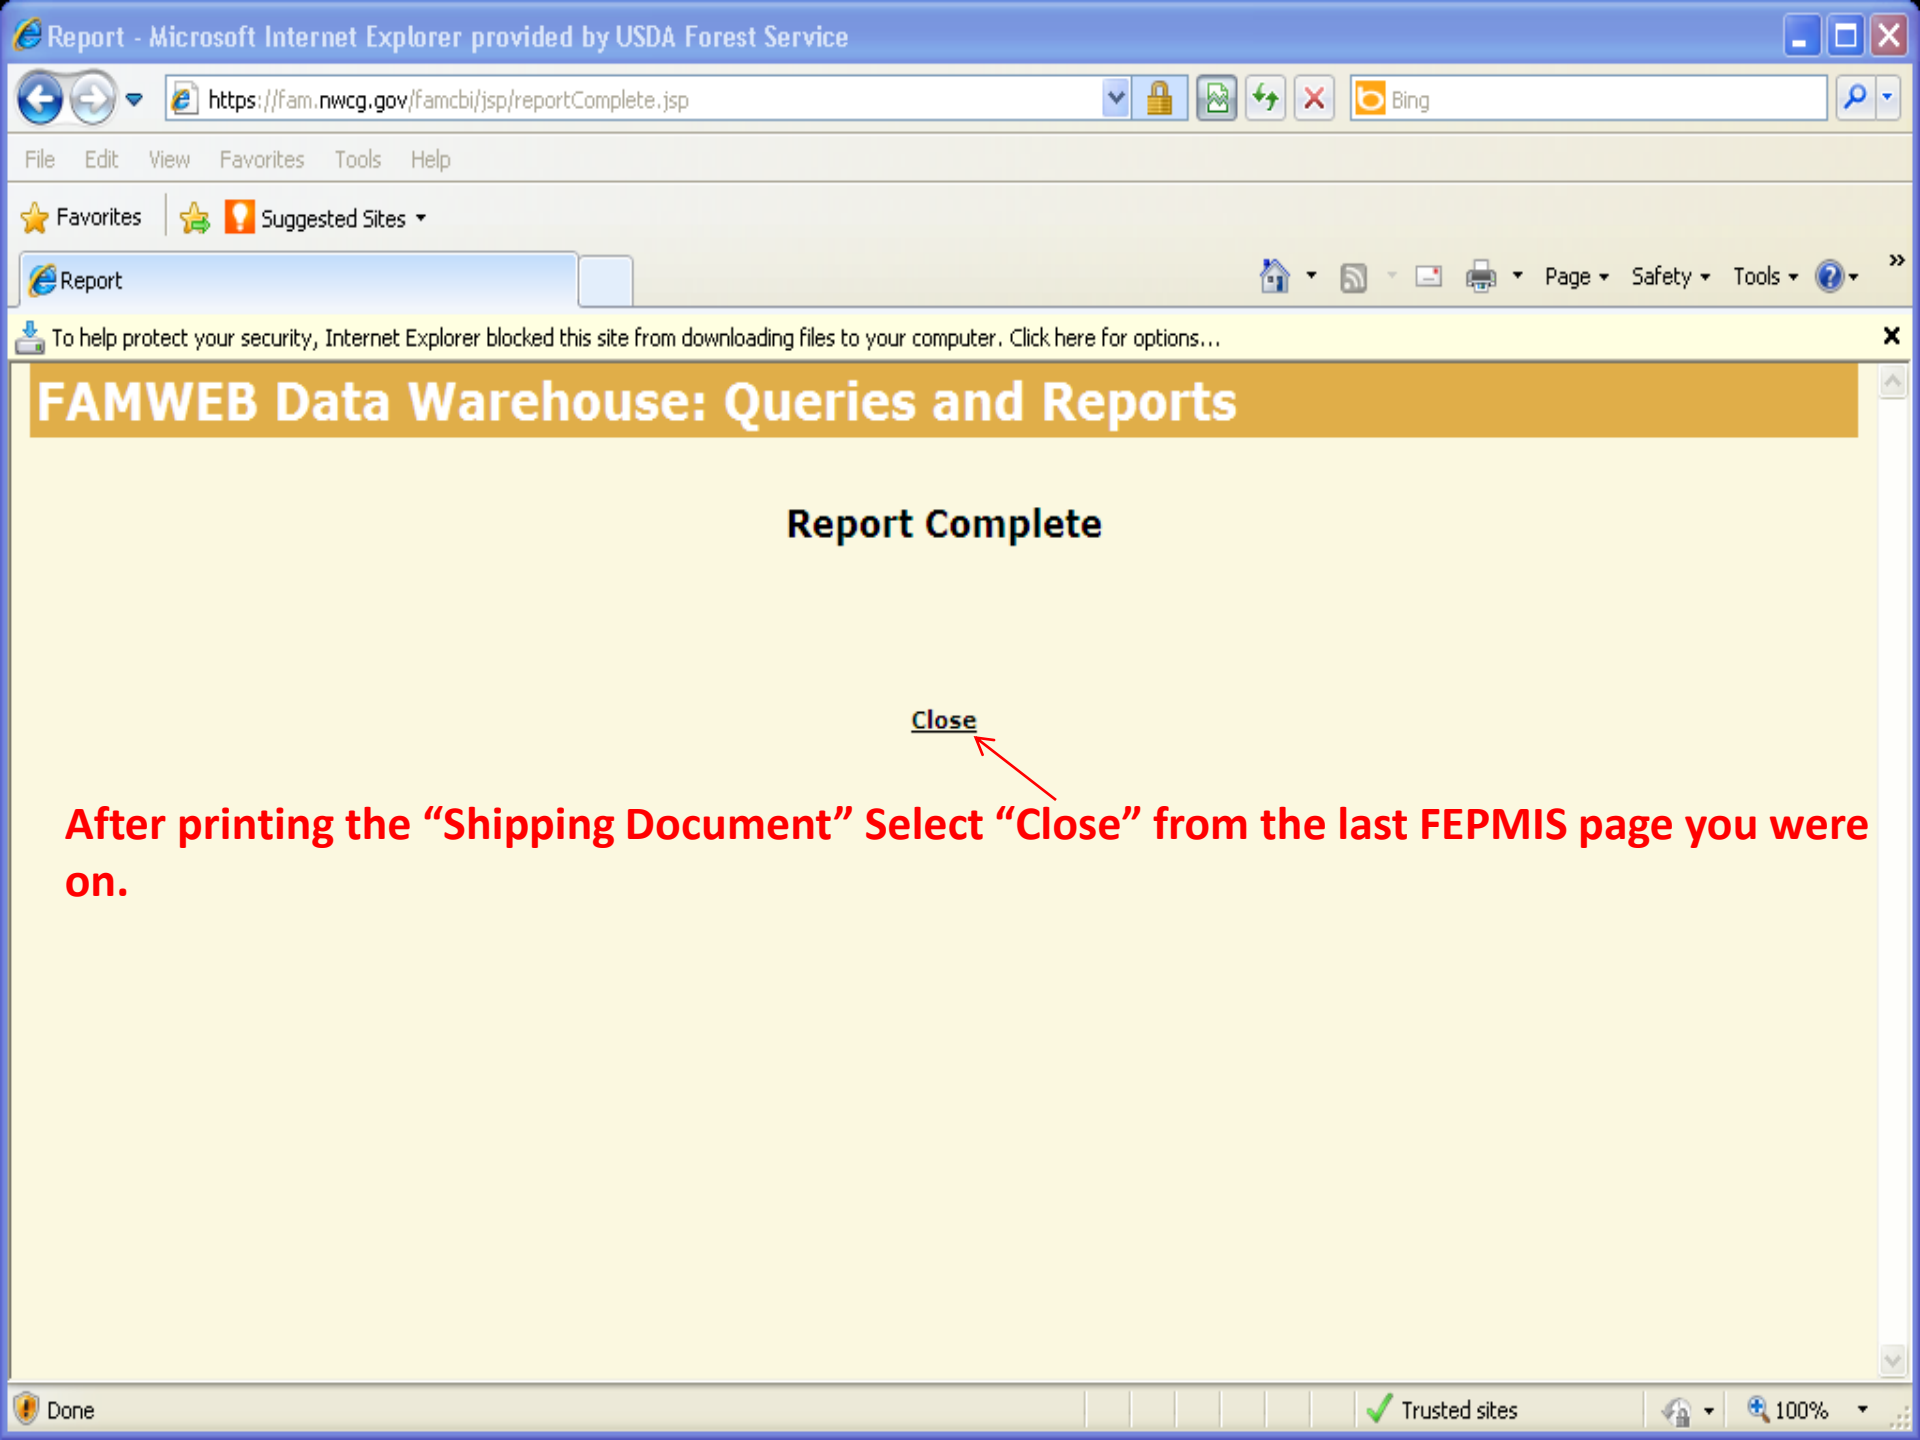 Report - Microsoft Internet Explorer provided by USDA Forest Service
https://fam.nwcg.gov/famcbi/jsp/reportComplete.jsp
Bing
File Edit View Favorites Tools Help
Favorites Suggested Sites
Report Page Safety Tools
To help protect your security, Internet Explorer blocked this site from downloading files to your computer. Click here for options...
FAMWEB Data Warehouse: Queries and Reports
Report Complete
Close
After printing the “Shipping Document” Select “Close” from the last FEPMIS page you were
on.
Done Trusted sites 100%